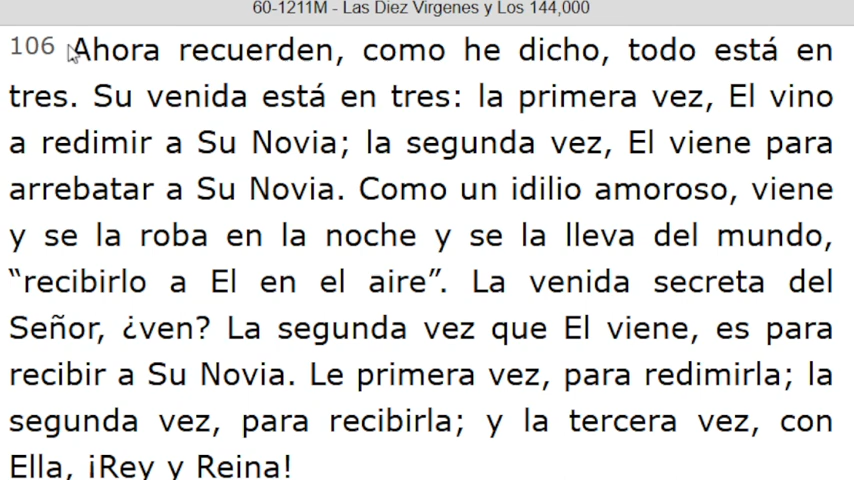 60-1211M - Las Diez Virgenes y Los 144,000
106 Ahora recuerden, como he dicho, todo está en
tres. Su venida está en tres: la primera vez, El vino
a redimir a Su Novia; la segunda vez, El viene para
arrebatar a Su Novia. Como un idilio amoroso, viene
y se la roba en la noche y se la lleva del mundo,
“recibirlo a El en el aire”. La venida secreta del
Señor, ¿ven? La segunda vez que El viene, es para
recibir a Su Novia. Le primera vez, para redimirla; la
segunda vez, para recibirla; y la tercera vez, con
Ella, ¡Rey y Reina!